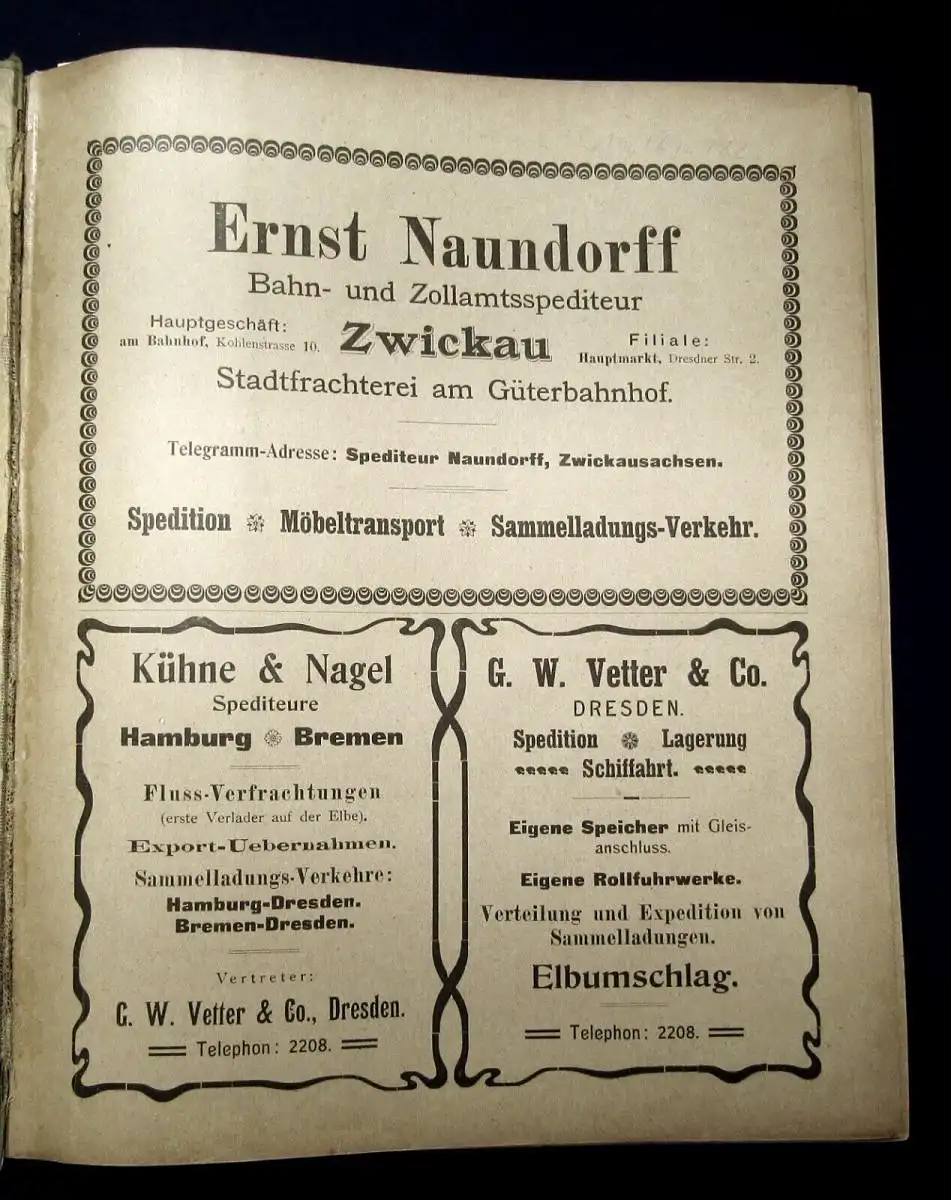 Ernst Naundorff
Bahn- und Zollamtsspediteur
Hauptgeschäft:
am Bahnhof, Kohlenstrasse 10.
Zwickau
Filiale:
Hauptmarkt, Dresdner Str. 2.
Stadtfrachterei am Güterbahnhof.
Telegramm-Adresse: Spediteur Naundorff, Zwickausachsen.
Spedition Möbeltransport Sammelladungs-Verkehr.
Kühne & Nagel
Spediteure
Hamburg Bremen
Fluss-Verfrachtungen
(erste Verlader auf der Elbe).
Export-Uebernahmen.
Sammelladungs-Verkehre:
Hamburg-Dresden.
Bremen-Dresden.
Vertreter:
G. W. Vetter & Co., Dresden.
Telephon: 2208.
G. W. Vetter & Co.
DRESDEN.
Spedition Lagerung
Schiffahrt.
Eigene Speicher mit Gleis-
anschluss.
Eigene Rollfuhrwerke.
Verteilung und Expedition von
Sammelladungen.
Elbumschlag.
Telephon: 2208.